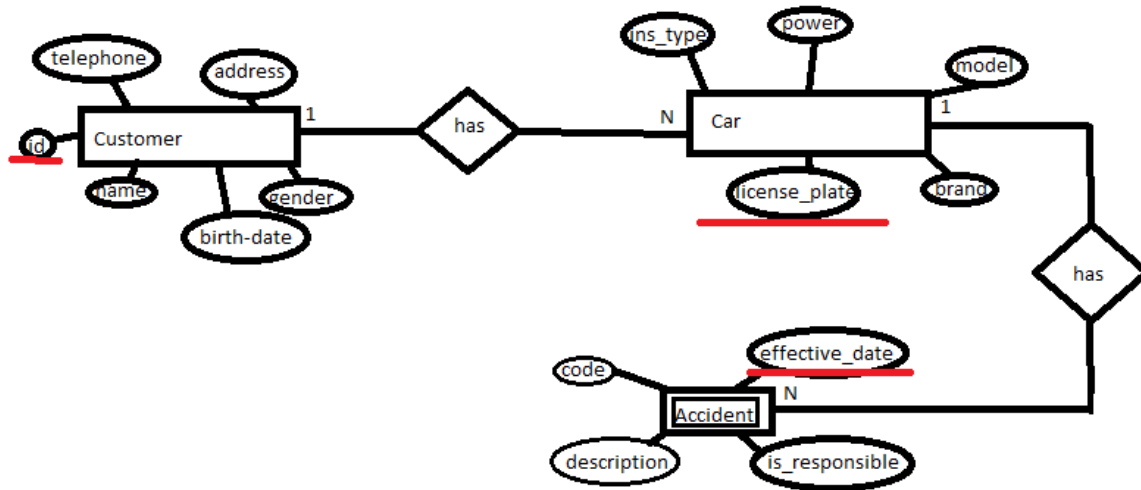 power
ins_type
telephone
model
address
1
1
has
N
Car
Customer
id
name
gender
license_plate
brand
birth-date
has
effective_date
code
N
Accident
description
is_responsible